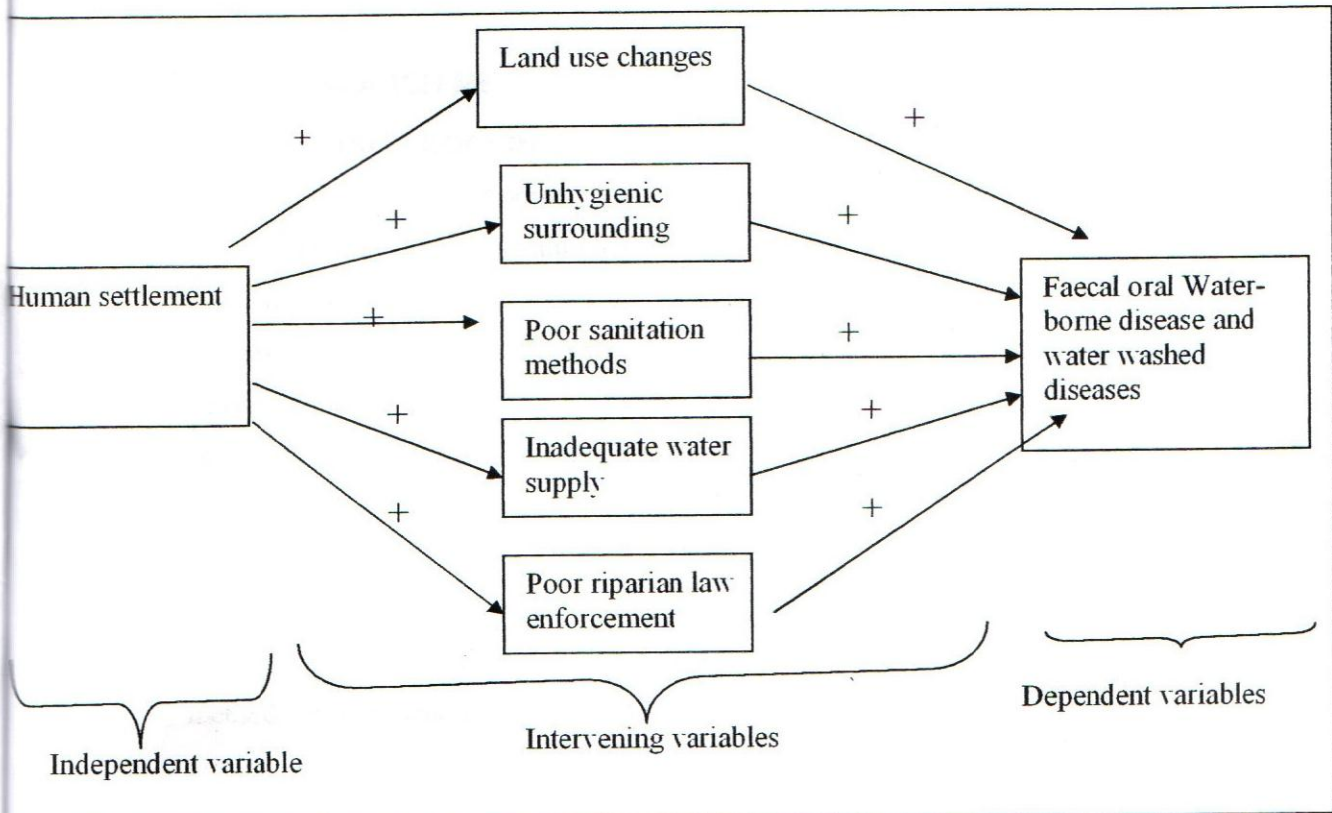 Land use changes
+
+
Unhygienic
surrounding
+
+
Human settlement
Faecal oral Water-
borne disease and
water washed
diseases
+
Poor sanitation
methods
+
+
Inadequate water
supply
+
+
Poor riparian law
enforcement
+
Independent variable
Intervening variables
Dependent variables